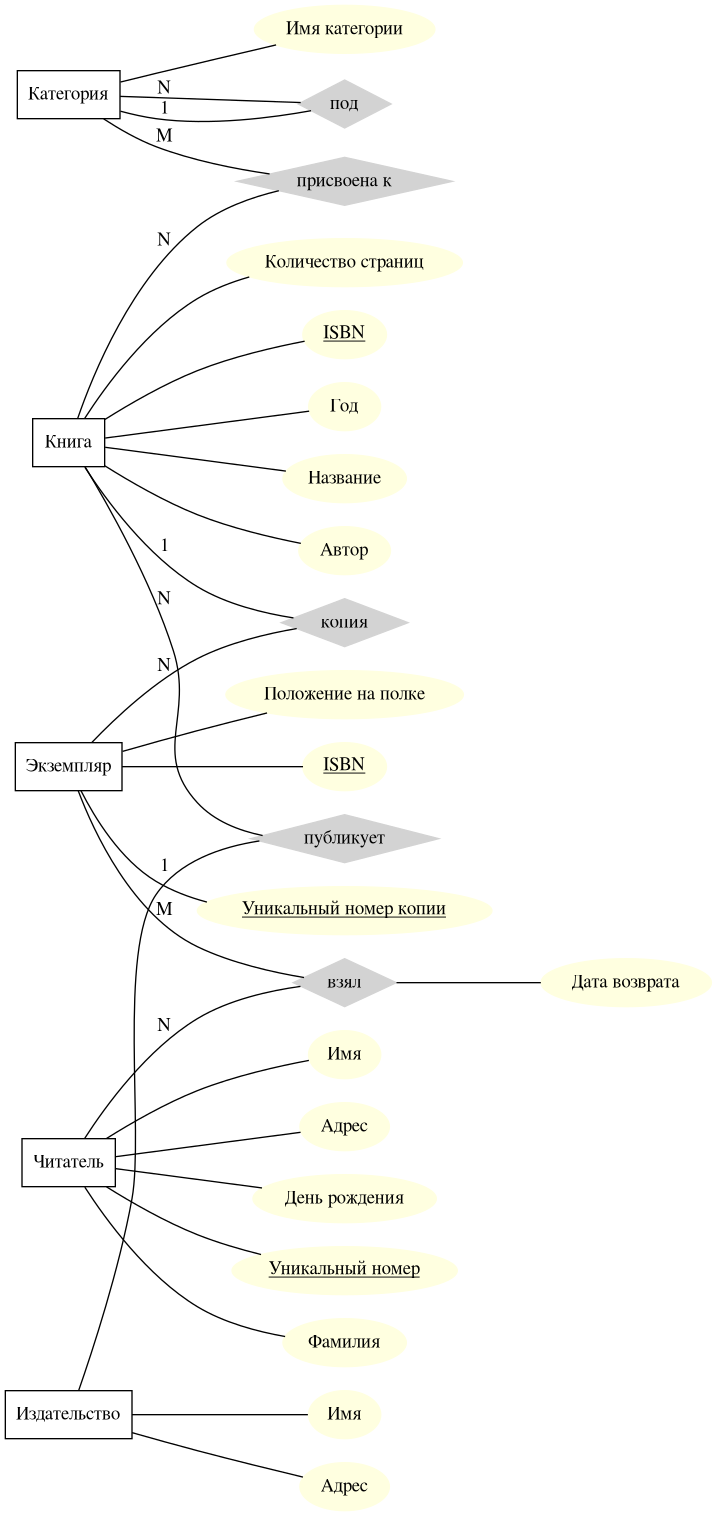 Имя категории
Категория
N
под
1
M
присвоена к
N
Количество страниц
ISBN
Год
Книга
Название
Автор
1
N
копия
N
Положение на полке
Экземпляр
ISBN
публикует
1
Уникальный номер копии
M
взял
Дата возврата
N
Имя
Адрес
Читатель
День рождения
Уникальный номер
Фамилия
Издательство
Имя
Адрес